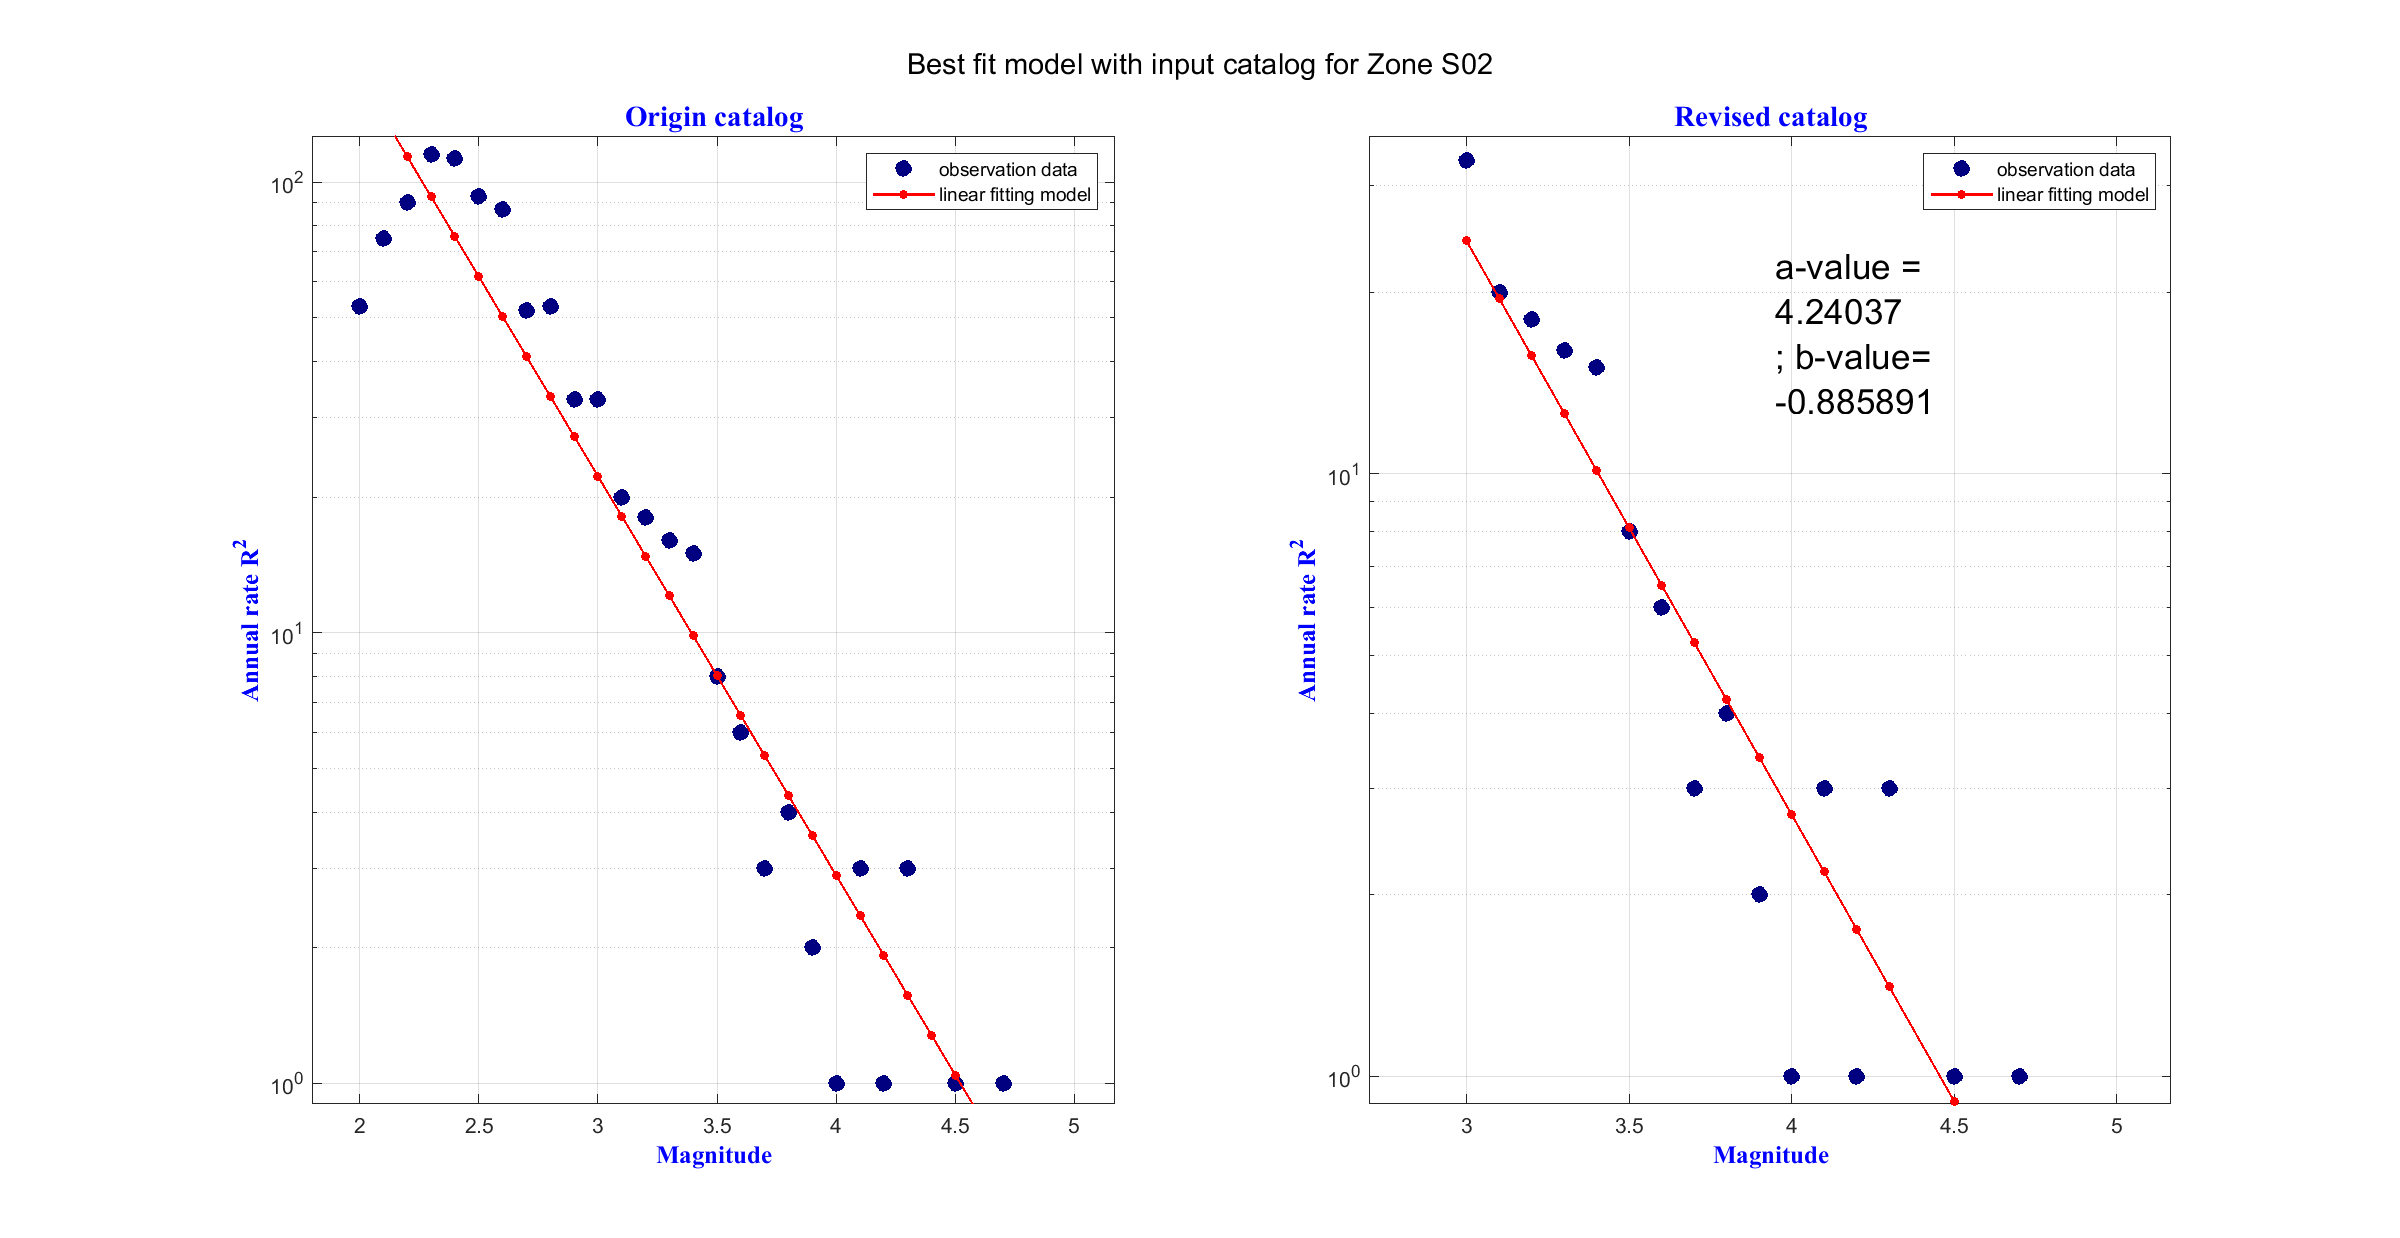 Best fit model with input catalog for Zone S02
Origin catalog
observation data
linear fitting model
10²
10¹
10⁰
Annual rate R²
2 2.5 3 3.5 4 4.5 5
Magnitude
Revised catalog
observation data
linear fitting model
a-value =
4.24037
; b-value=
-0.885891
10¹
10⁰
Annual rate R²
3 3.5 4 4.5 5
Magnitude